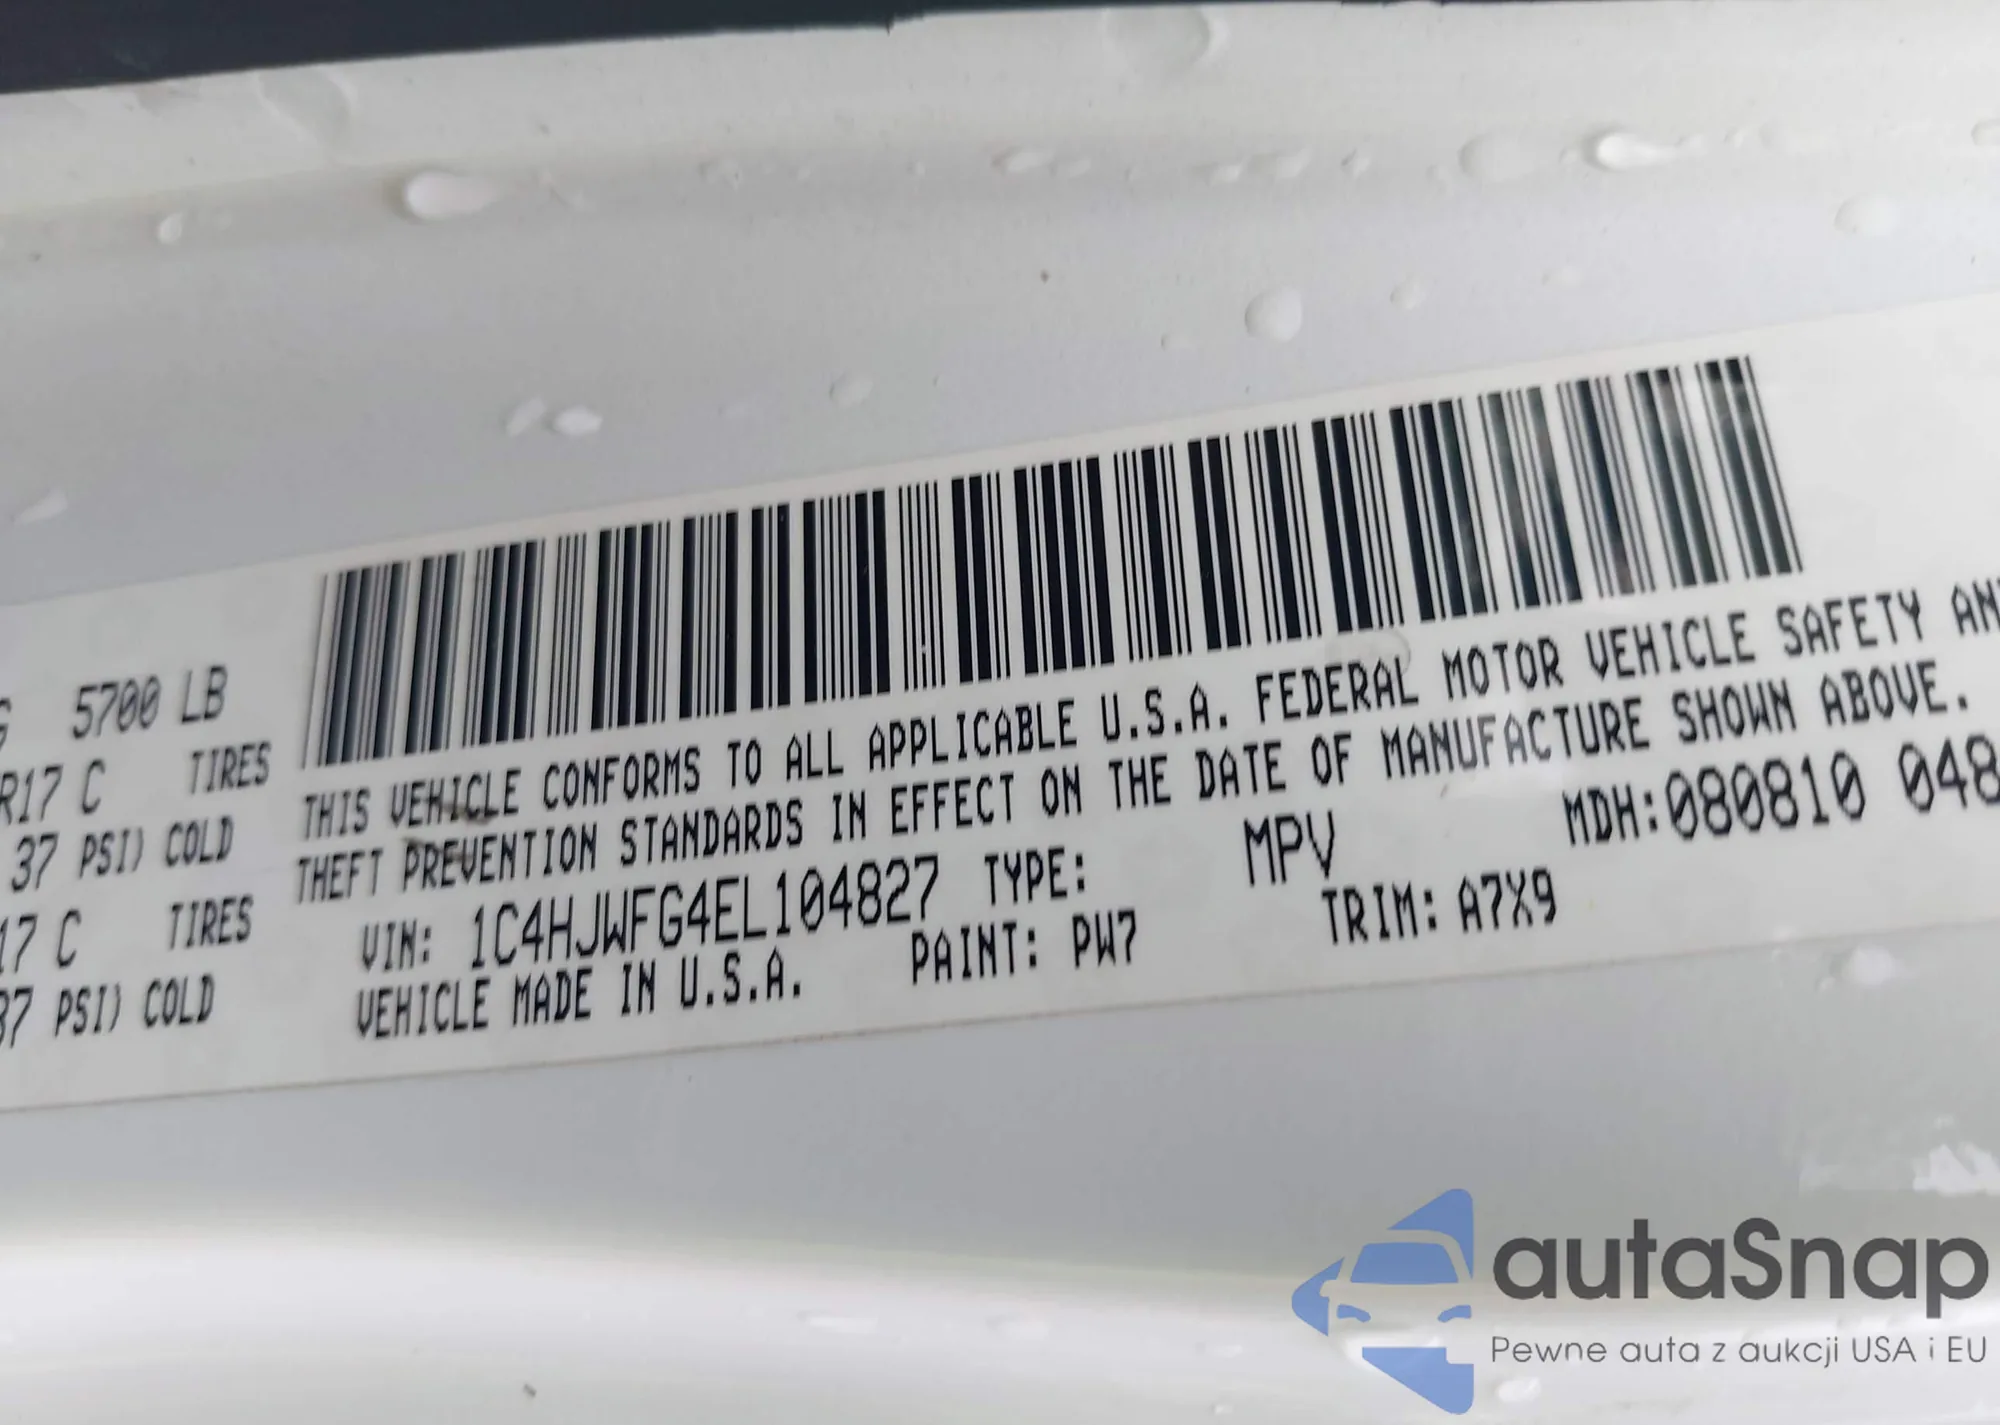 5700 LB
R17 C TIRES
37 PSI) COLD
17 C TIRES
37 PSI) COLD
THIS VEHICLE CONFORMS TO ALL APPLICABLE U.S.A. FEDERAL MOTOR VEHICLE SAFETY AN
THEFT PREVENTION STANDARDS IN EFFECT ON THE DATE OF MANUFACTURE SHOWN ABOVE.
VIN: 1C4HJWFG4EL104827 TYPE: MPV MDH:080810 048
VEHICLE MADE IN U.S.A. PAINT: PW7 TRIM: A7X9
autaSnap
Pewne auta z aukcji USA i EU